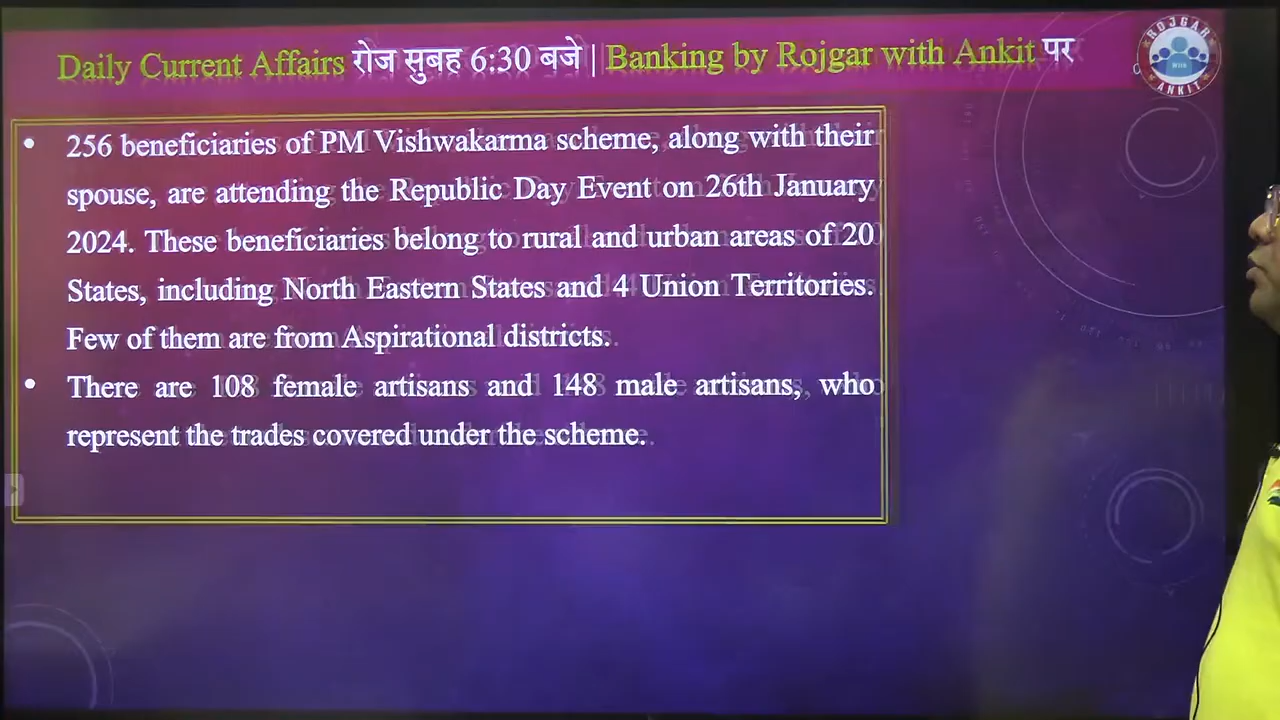 Daily Current Affairs रोज सुबह 6:30 बजे | Banking by Rojgar with Ankit पर
ROJGAR
WITH
ANKIT
• 256 beneficiaries of PM Vishwakarma scheme, along with their
spouse, are attending the Republic Day Event on 26th January
2024. These beneficiaries belong to rural and urban areas of 20
States, including North Eastern States and 4 Union Territories.
Few of them are from Aspirational districts.
• There are 108 female artisans and 148 male artisans, who
represent the trades covered under the scheme.